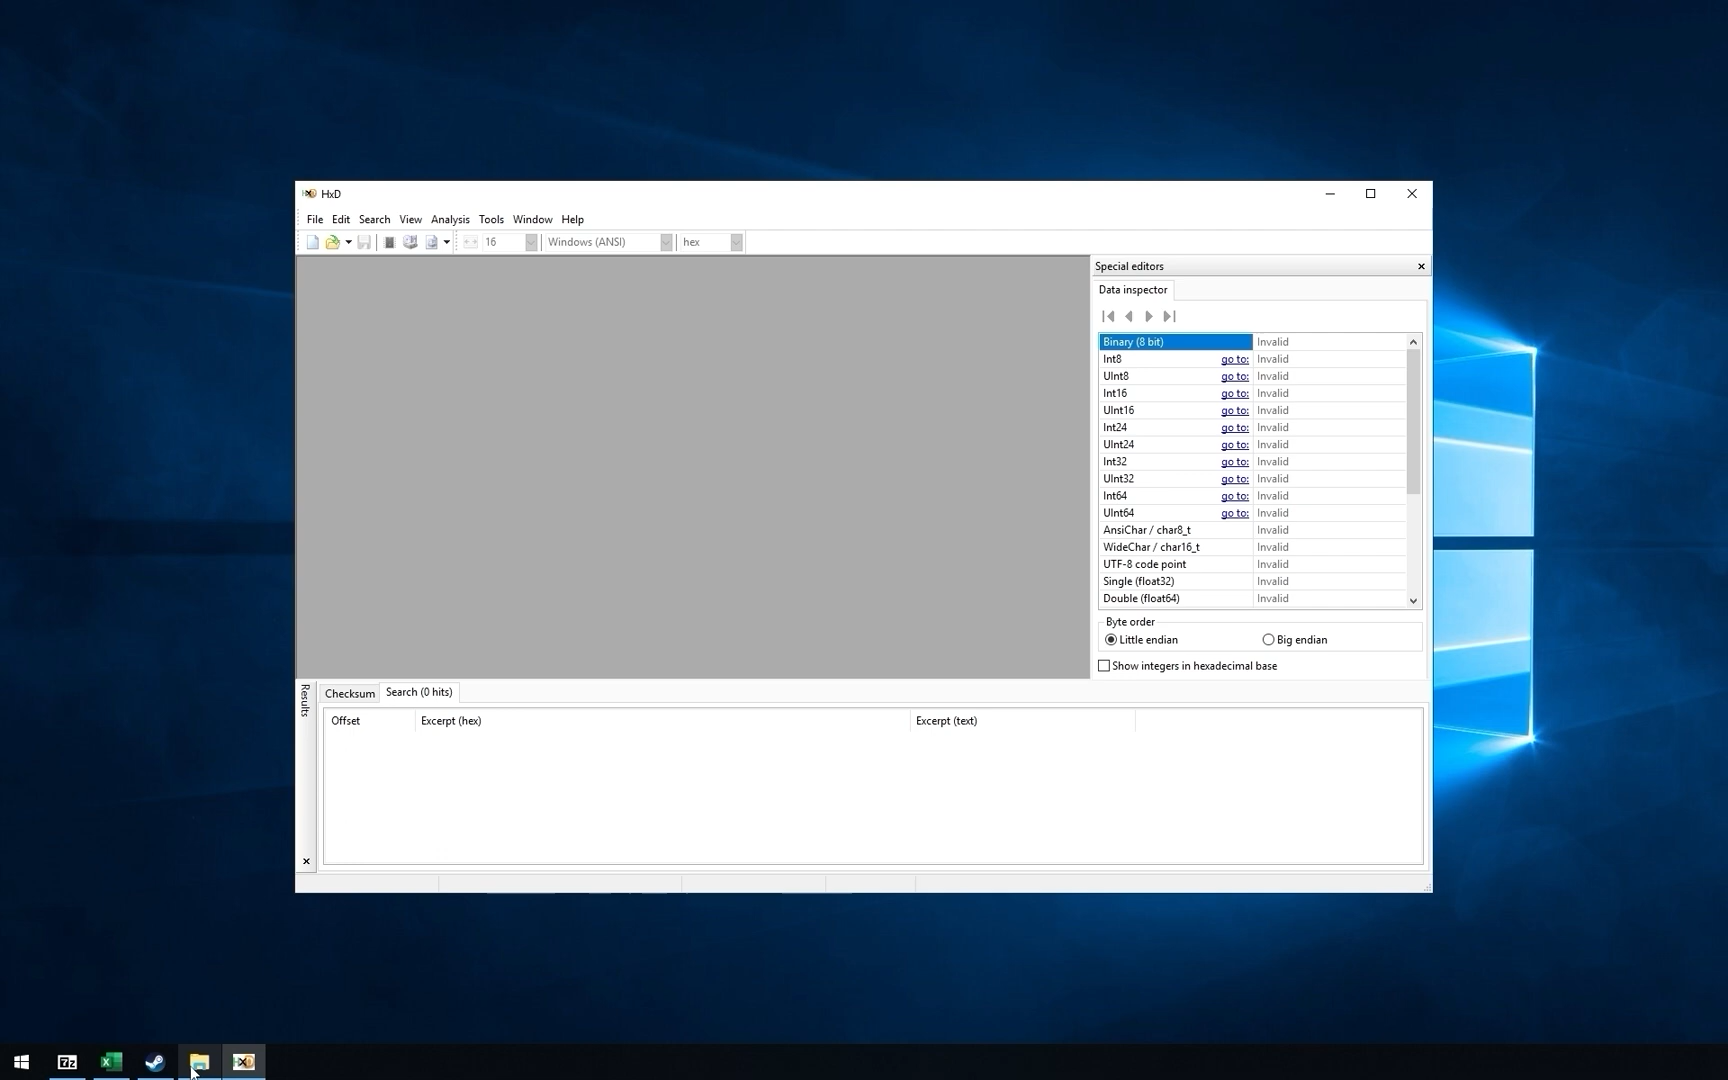 HxD
File Edit Search View Analysis Tools Window Help
16 Windows (ANSI) hex
Special editors
Data inspector
Binary (8 bit) Invalid
Int8 go to: Invalid
UInt8 go to: Invalid
Int16 go to: Invalid
UInt16 go to: Invalid
Int24 go to: Invalid
UInt24 go to: Invalid
Int32 go to: Invalid
UInt32 go to: Invalid
Int64 go to: Invalid
UInt64 go to: Invalid
AnsiChar / char8_t Invalid
WideChar / char16_t Invalid
UTF-8 code point Invalid
Single (float32) Invalid
Double (float64) Invalid
Byte order
Little endian Big endian
Show integers in hexadecimal base
Results
Checksum Search (0 hits)
Offset Excerpt (hex) Excerpt (text)
7z X